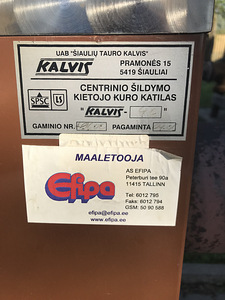 UAB "ŠIAULIŲ TAURO KALVIS"
KALVIS
PRAMONĖS 15
5419 ŠIAULIAI
SPSC LS
CENTRINIO ŠILDYMO
KIETOJO KURO KATILAS
"KALVIS-
GAMINIO NR.
PAGAMINTA
MAALETOOJA
Efipa
AS EFIPA
Peterburi tee 90a
11415 TALLINN
Tel: 6012 795
Faks: 6012 794
GSM: 50 90 588
efipa@efipa.ee
www.efipa.ee